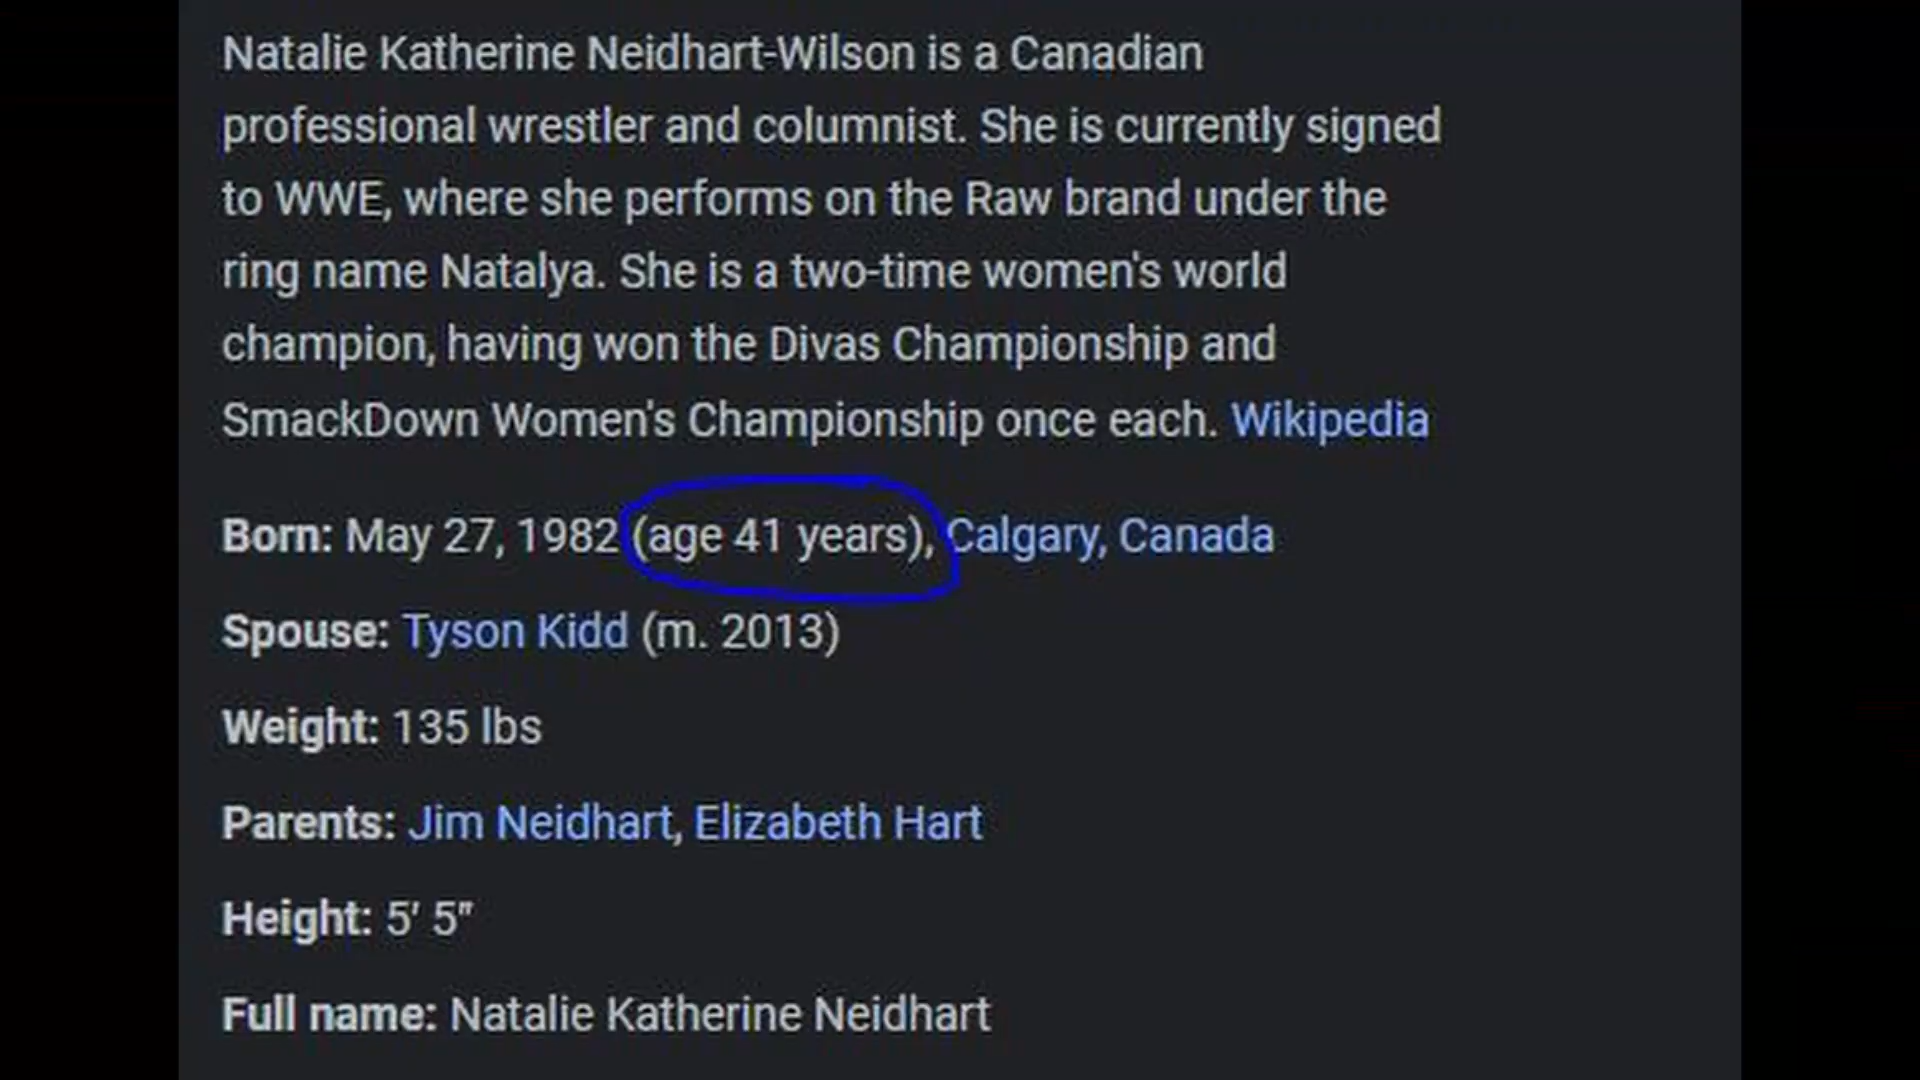 Natalie Katherine Neidhart-Wilson is a Canadian
professional wrestler and columnist. She is currently signed
to WWE, where she performs on the Raw brand under the
ring name Natalya. She is a two-time women's world
champion, having won the Divas Championship and
SmackDown Women's Championship once each. Wikipedia
Born: May 27, 1982 (age 41 years), Calgary, Canada
Spouse: Tyson Kidd (m. 2013)
Weight: 135 lbs
Parents: Jim Neidhart, Elizabeth Hart
Height: 5′ 5″
Full name: Natalie Katherine Neidhart